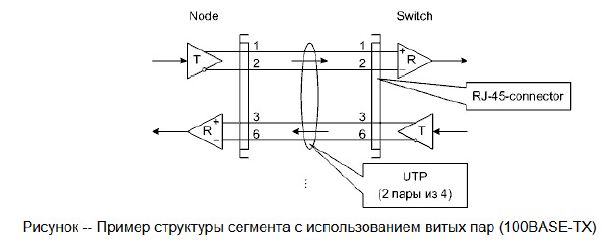 Node
Switch
T
1
2
1
2
+
R
–
RJ-45-connector
R
+
–
3
6
3
6
T
UTP
(2 пары из 4)
...
Рисунок -- Пример структуры сегмента с использованием витых пар (100BASE-TX)